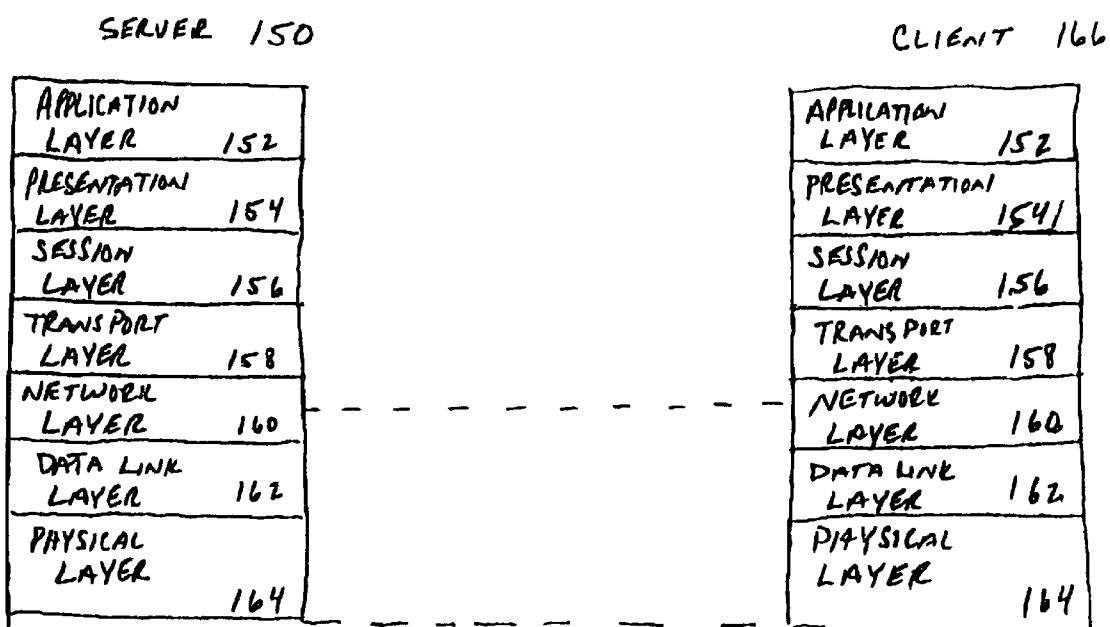 SERVER 150
APPLICATION
LAYER 152
PRESENTATION
LAYER 154
SESSION
LAYER 156
TRANSPORT
LAYER 158
NETWORK
LAYER 160
DATA LINK
LAYER 162
PHYSICAL
LAYER
164
CLIENT 166
APPLICATION
LAYER 152
PRESENTATION
LAYER 154
SESSION
LAYER 156
TRANSPORT
LAYER 158
NETWORK
LAYER 160
DATA LINK
LAYER 162
PHYSICAL
LAYER
164